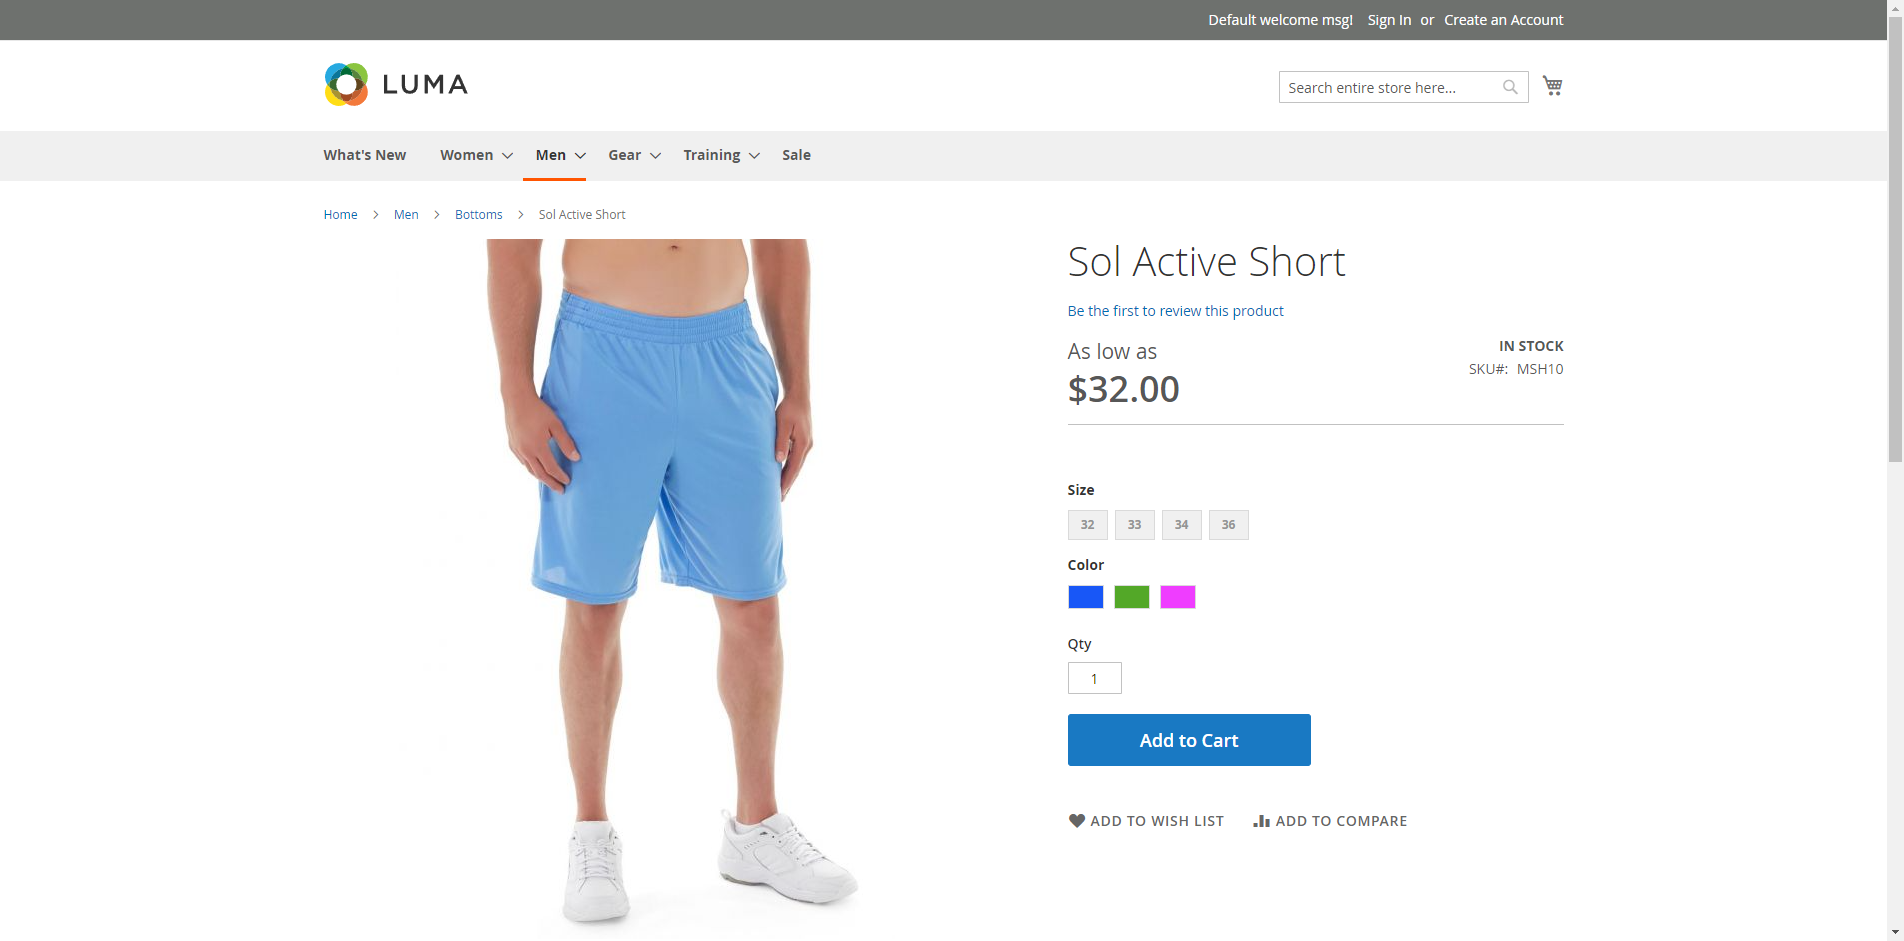 Default welcome msg! Sign In or Create an Account
LUMA
Search entire store here...
What's New Women Men Gear Training Sale
Home > Men > Bottoms > Sol Active Short
Sol Active Short
Be the first to review this product
As low as
IN STOCK
$32.00
SKU#: MSH10
Size
32 33 34 36
Color
Qty
1
Add to Cart
ADD TO WISH LIST ADD TO COMPARE